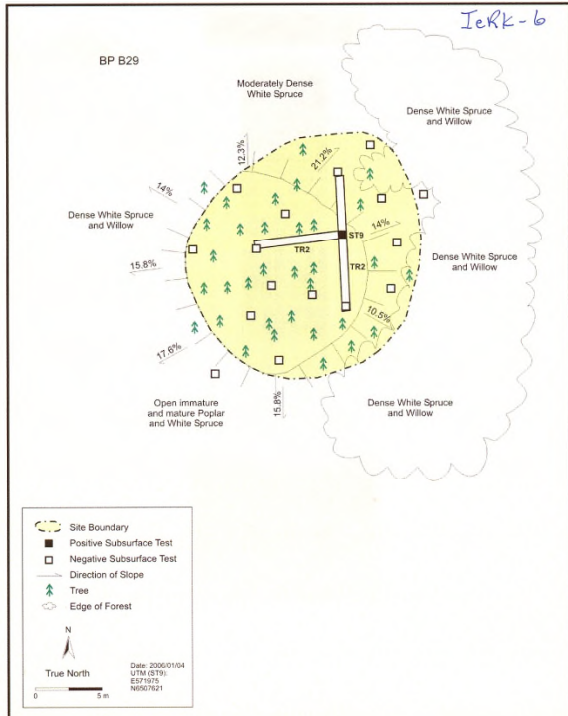 IeRK-6
BP B29
Moderately Dense
White Spruce
Dense White Spruce
and Willow
12.3%
21.2%
14%
Dense White Spruce
and Willow
ST9
14%
TR2
TR2
Dense White Spruce
and Willow
15.8%
10.5%
17.6%
15.8%
Open immature
and mature Poplar
and White Spruce
Dense White Spruce
and Willow
Site Boundary
Positive Subsurface Test
Negative Subsurface Test
Direction of Slope
Tree
Edge of Forest
N
True North
0 5 m
Date: 2006/01/04
UTM (ST9):
E571975
N6507621